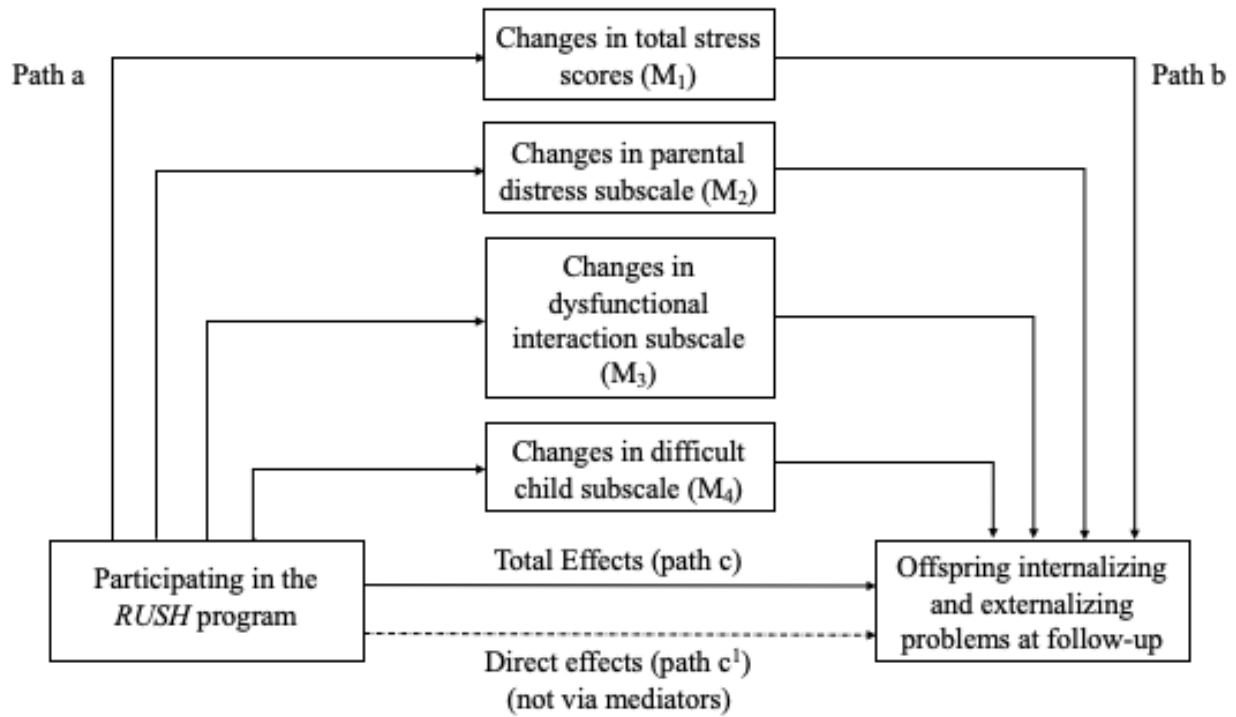 Path a
Changes in total stress
scores (M₁)
Path b
Changes in parental
distress subscale (M₂)
Changes in
dysfunctional
interaction subscale
(M₃)
Changes in difficult
child subscale (M₄)
Participating in the
RUSH program
Total Effects (path c)
Direct effects (path c¹)
(not via mediators)
Offspring internalizing
and externalizing
problems at follow-up